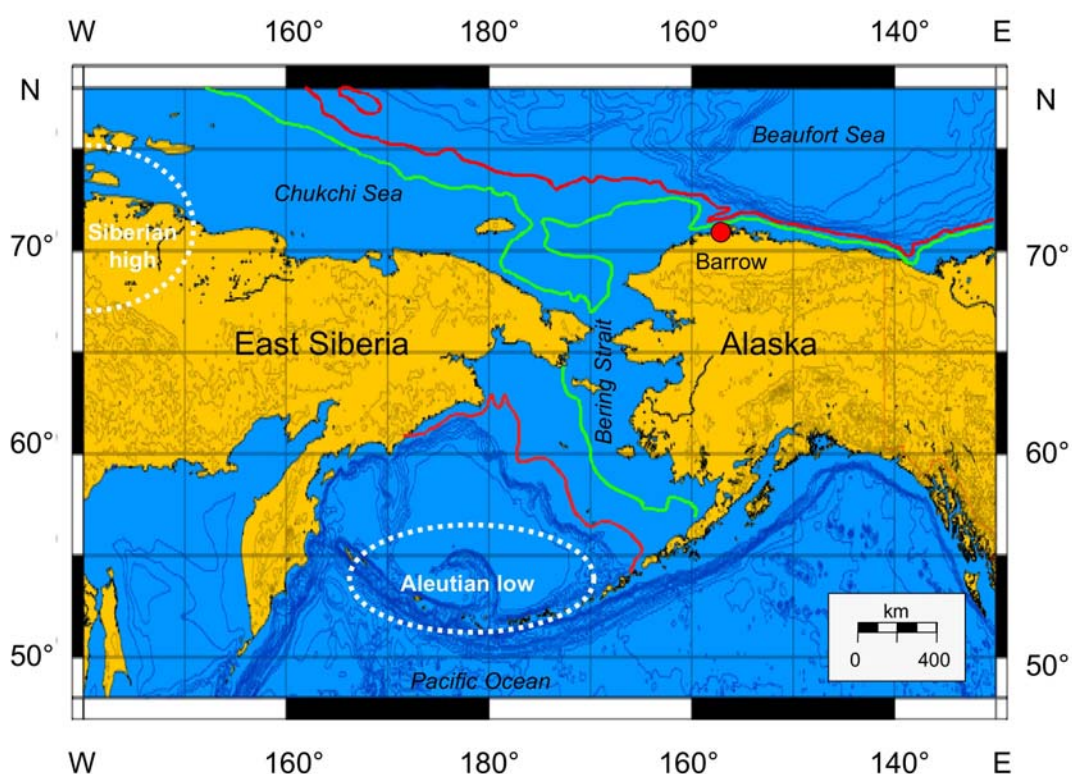 W 160° 180° 160° 140° E
N N
Beaufort Sea
Chukchi Sea
Siberian
high
70° 70°
Barrow
East Siberia
Alaska
Bering Strait
60° 60°
Aleutian low
km
0 400
50° 50°
Pacific Ocean
W 160° 180° 160° 140° E